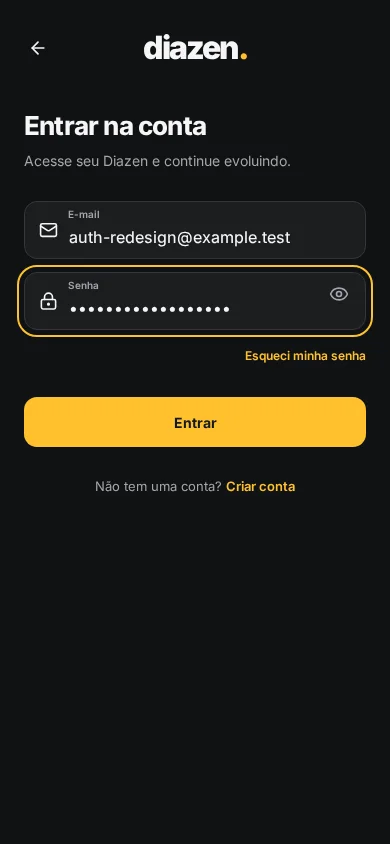 diazen.
Entrar na conta
Acesse seu Diazen e continue evoluindo.
E-mail
auth-redesign@example.test
Senha
••••••••••••••••••
Esqueci minha senha
Entrar
Não tem uma conta? Criar conta